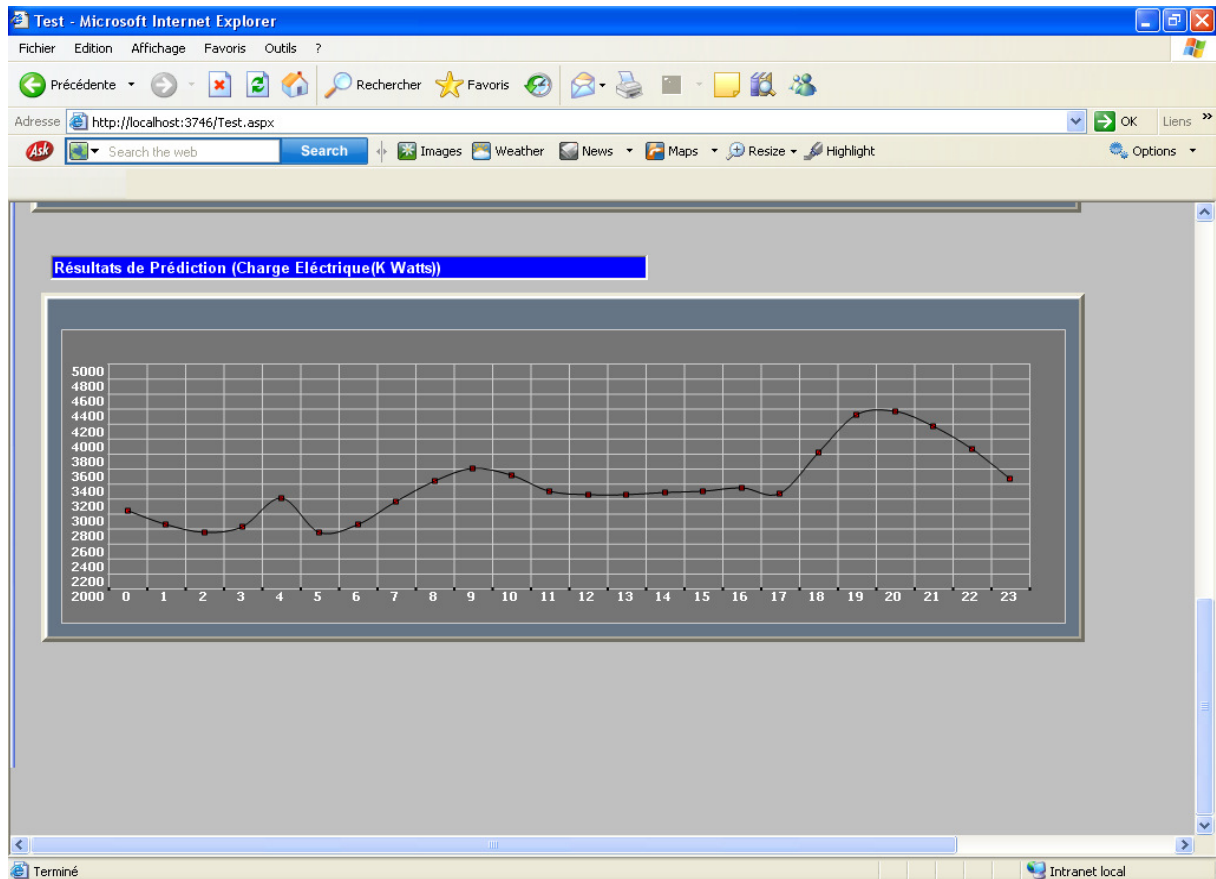 Test - Microsoft Internet Explorer
Fichier Edition Affichage Favoris Outils ?
Précédente Rechercher Favoris
Adresse http://localhost:3746/Test.aspx OK Liens »
Ask Search the web Search Images Weather News Maps Resize Highlight Options
Résultats de Prédiction (Charge Eléctrique(K Watts))
5000
4800
4600
4400
4200
4000
3800
3600
3400
3200
3000
2800
2600
2400
2200
2000 0 1 2 3 4 5 6 7 8 9 10 11 12 13 14 15 16 17 18 19 20 21 22 23
Terminé Intranet local